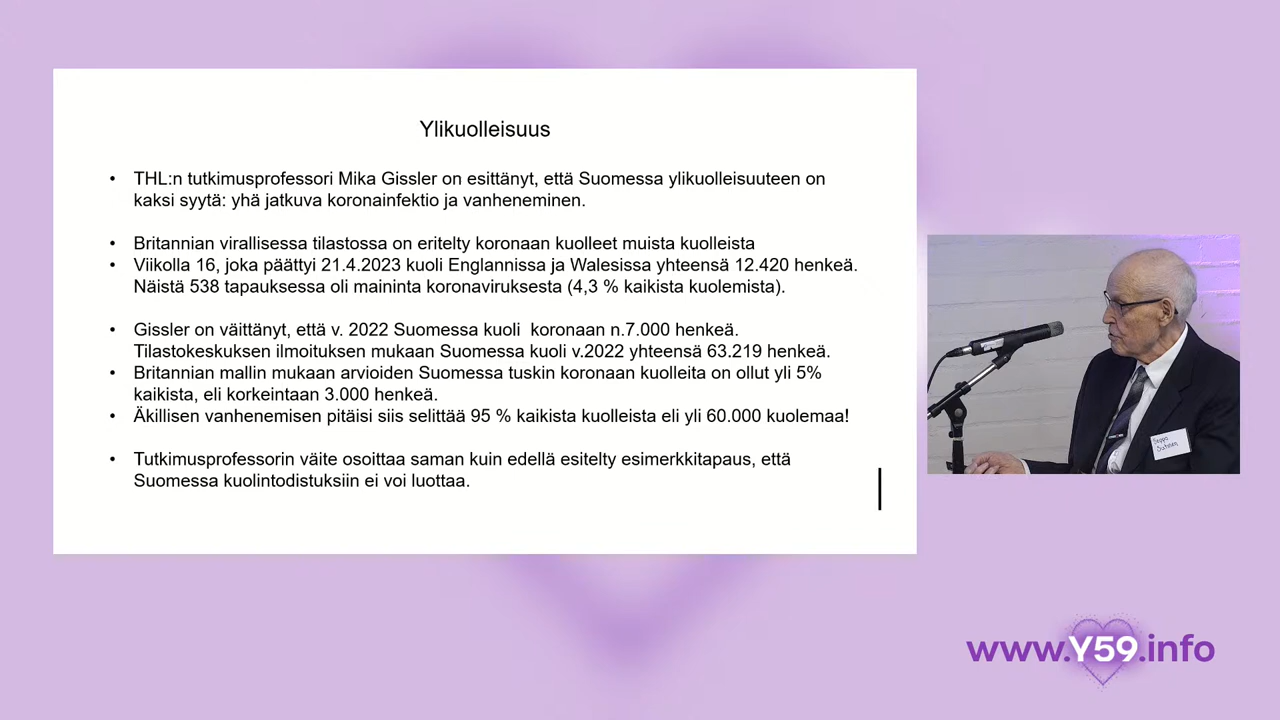 Ylikuolleisuus
• THL:n tutkimusprofessori Mika Gissler on esittänyt, että Suomessa ylikuolleisuuteen on
kaksi syytä: yhä jatkuva koronainfektio ja vanheneminen.
• Britannian virallisessa tilastossa on eritelty koronaan kuolleet muista kuolleista
• Viikolla 16, joka päättyi 21.4.2023 kuoli Englannissa ja Walesissa yhteensä 12.420 henkeä.
Näistä 538 tapauksessa oli maininta koronaviruksesta (4,3 % kaikista kuolemista).
• Gissler on väittänyt, että v. 2022 Suomessa kuoli koronaan n.7.000 henkeä.
Tilastokeskuksen ilmoituksen mukaan Suomessa kuoli v.2022 yhteensä 63.219 henkeä.
• Britannian mallin mukaan arvioiden Suomessa tuskin koronaan kuolleita on ollut yli 5%
kaikista, eli korkeintaan 3.000 henkeä.
• Äkillisen vanhenemisen pitäisi siis selittää 95 % kaikista kuolleista eli yli 60.000 kuolemaa!
• Tutkimusprofessorin väite osoittaa saman kuin edellä esitelty esimerkkitapaus, että
Suomessa kuolintodistuksiin ei voi luottaa.
Seppo
www.Y59.info